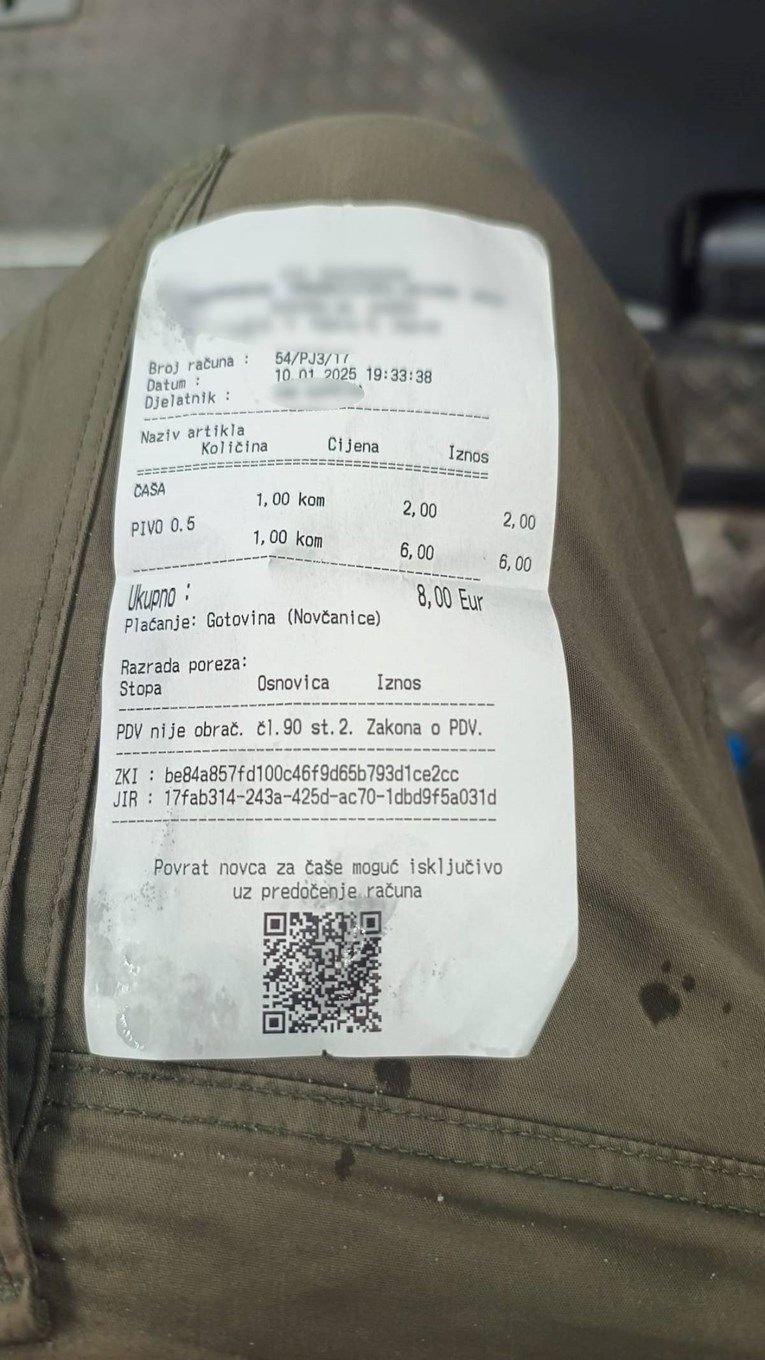 Broj računa : 54/PJ3/17
Datum : 10.01.2025 19:33:38
Djelatnik :
Naziv artikla
Količina Cijena Iznos
ČAŠA
1,00 kom 2,00 2,00
PIVO 0.5
1,00 kom 6,00 6,00
Ukupno : 8,00 Eur
Plaćanje: Gotovina (Novčanice)
Razrada poreza:
Stopa Osnovica Iznos
PDV nije obrač. čl.90 st.2. Zakona o PDV.
ZKI : be84a857fd100c46f9d65b793d1ce2cc
JIR : 17fab314-243a-425d-ac70-1dbd9f5a031d
Povrat novca za čaše moguć isključivo
uz predočenje računa